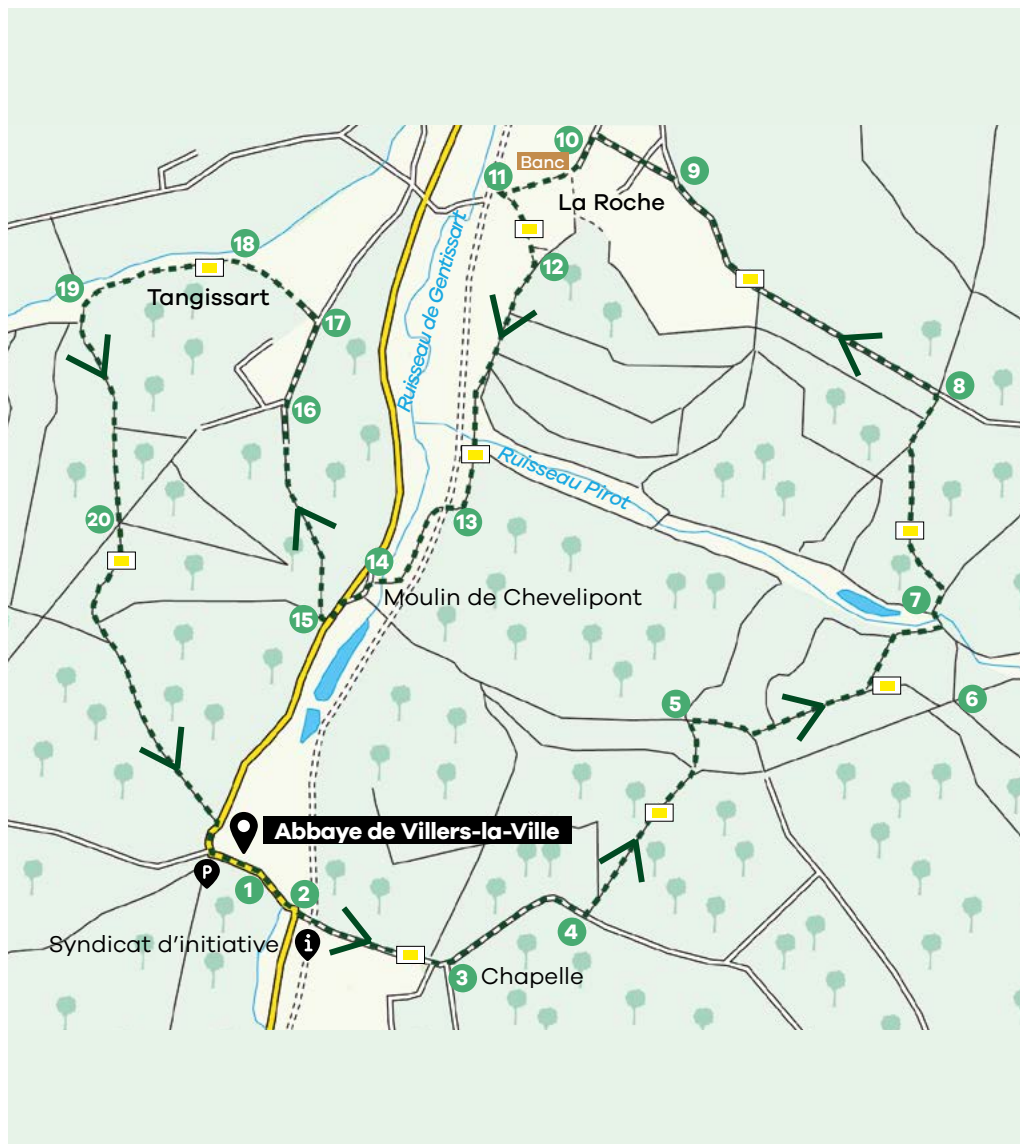 10
Banc
9
11
La Roche
18
12
19
Tangissart
17
Ruisseau de Gentissart
8
16
Ruisseau Pirot
20
13
14
Moulin de Chevelipont
7
15
6
5
Abbaye de Villers-la-Ville
P
1
2
4
Syndicat d’initiative
i
3 Chapelle